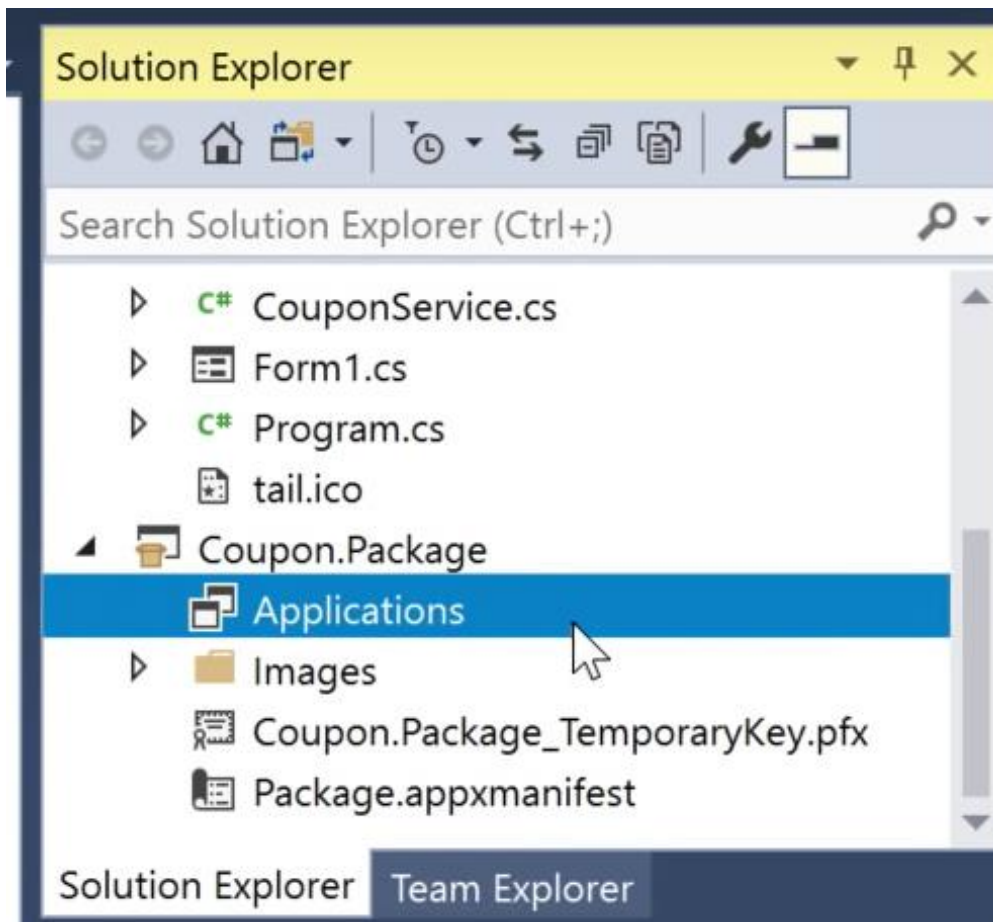 Solution Explorer
Search Solution Explorer (Ctrl+;)
C# CouponService.cs
Form1.cs
C# Program.cs
tail.ico
Coupon.Package
Applications
Images
Coupon.Package_TemporaryKey.pfx
Package.appxmanifest
Solution Explorer Team Explorer